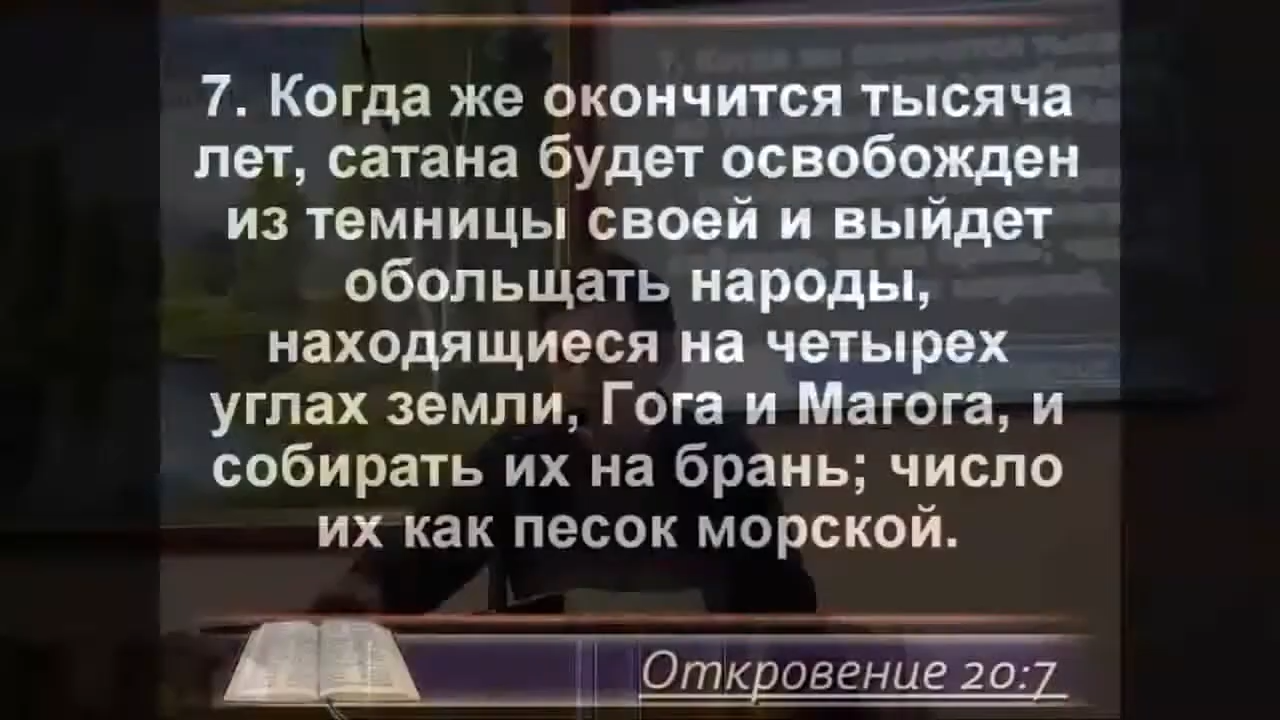 7. Когда же окончится тысяча
лет, сатана будет освобожден
из темницы своей и выйдет
обольщать народы,
находящиеся на четырех
углах земли, Гога и Магога, и
собирать их на брань; число
их как песок морской.
Откровение 20:7